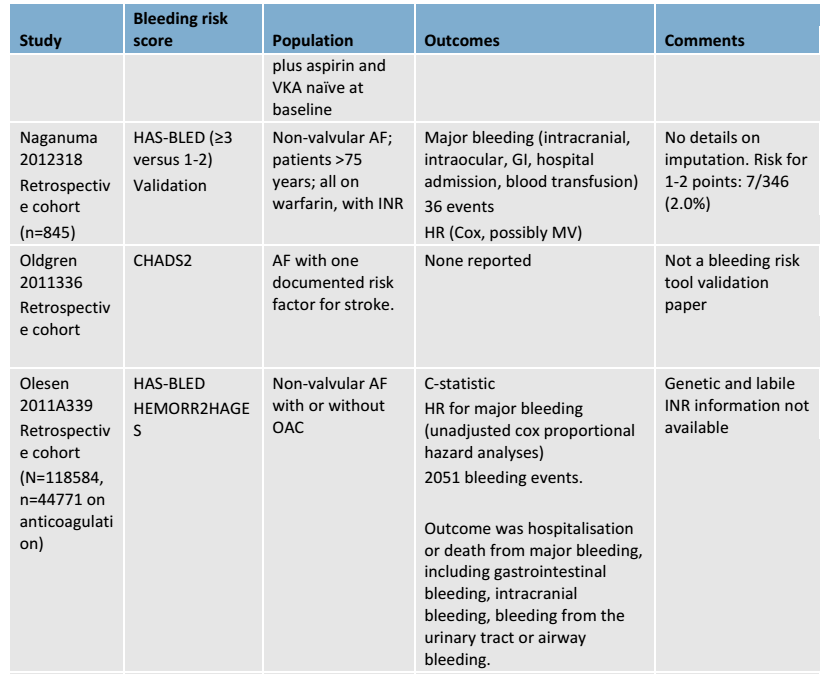 Study
Bleeding risk
score
Population
Outcomes
Comments
plus aspirin and
VKA naïve at
baseline
Naganuma
2012318
Retrospectiv
e cohort
(n=845)
HAS-BLED (≥3
versus 1-2)
Validation
Non-valvular AF;
patients >75
years; all on
warfarin, with INR
Major bleeding (intracranial,
intraocular, GI, hospital
admission, blood transfusion)
36 events
HR (Cox, possibly MV)
No details on
imputation. Risk for
1-2 points: 7/346
(2.0%)
Oldgren
2011336
Retrospectiv
e cohort
CHADS2
AF with one
documented risk
factor for stroke.
None reported
Not a bleeding risk
tool validation
paper
Olesen
2011A339
Retrospectiv
e cohort
(N=118584,
n=44771 on
anticoagulati
on)
HAS-BLED
HEMORR2HAGE
S
Non-valvular AF
with or without
OAC
C-statistic
HR for major bleeding
(unadjusted cox proportional
hazard analyses)
2051 bleeding events.
Outcome was hospitalisation
or death from major bleeding,
including gastrointestinal
bleeding, intracranial
bleeding, bleeding from the
urinary tract or airway
bleeding.
Genetic and labile
INR information not
available